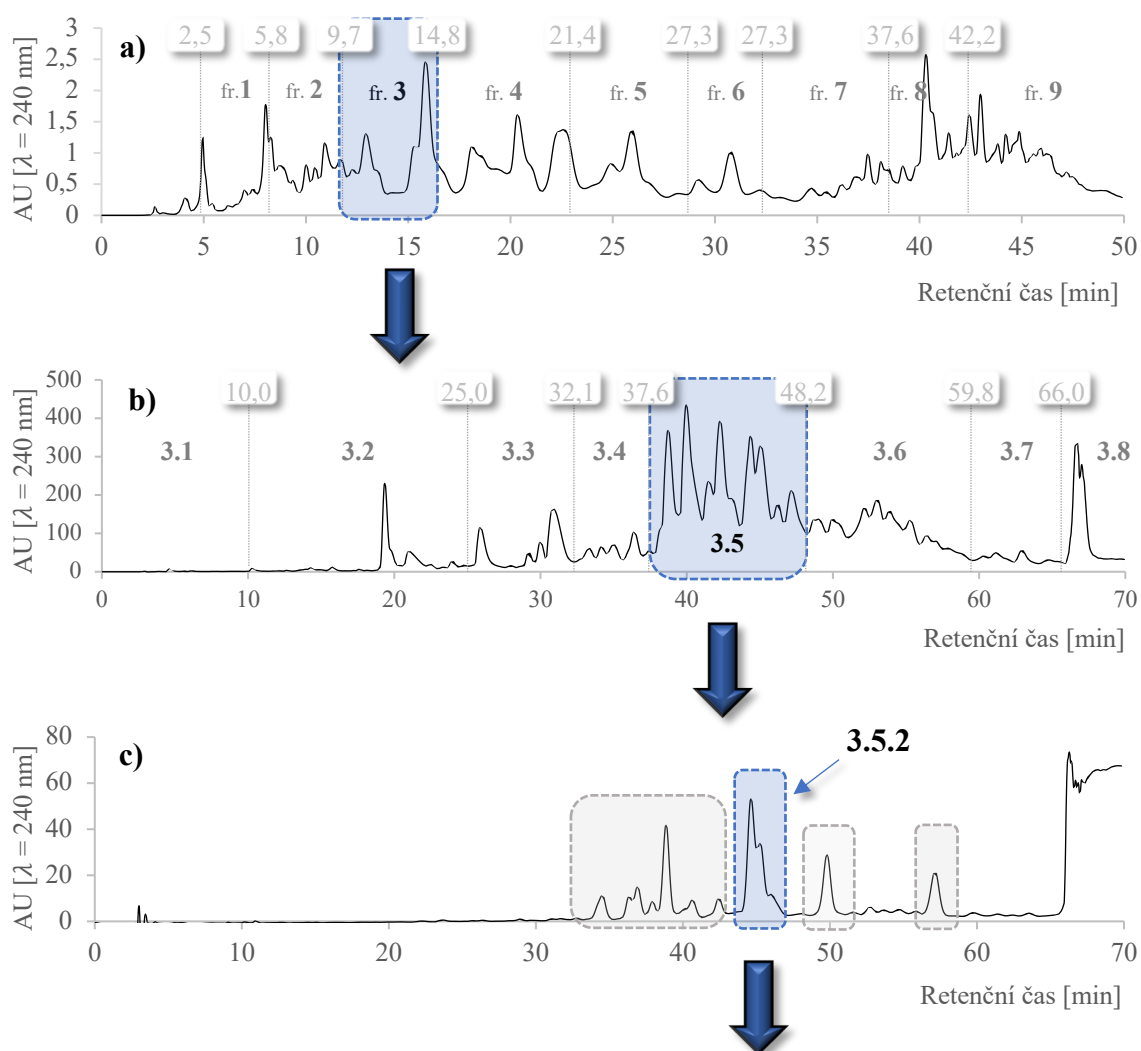 a)
AU [λ = 240 nm]
3
2,5
2
1,5
1
0,5
0
2,5 5,8 9,7 14,8 21,4 27,3 27,3 37,6 42,2
fr. 1 fr. 2 fr. 3 fr. 4 fr. 5 fr. 6 fr. 7 fr. 8 fr. 9
0 5 10 15 20 25 30 35 40 45 50
Retenční čas [min]
b)
AU [λ = 240 nm]
500
400
300
200
100
0
10,0 25,0 32,1 37,6 48,2 59,8 66,0
3.1 3.2 3.3 3.4 3.5 3.6 3.7 3.8
0 10 20 30 40 50 60 70
Retenční čas [min]
c)
AU [λ = 240 nm]
80
60
40
20
0
3.5.2
0 10 20 30 40 50 60 70
Retenční čas [min]